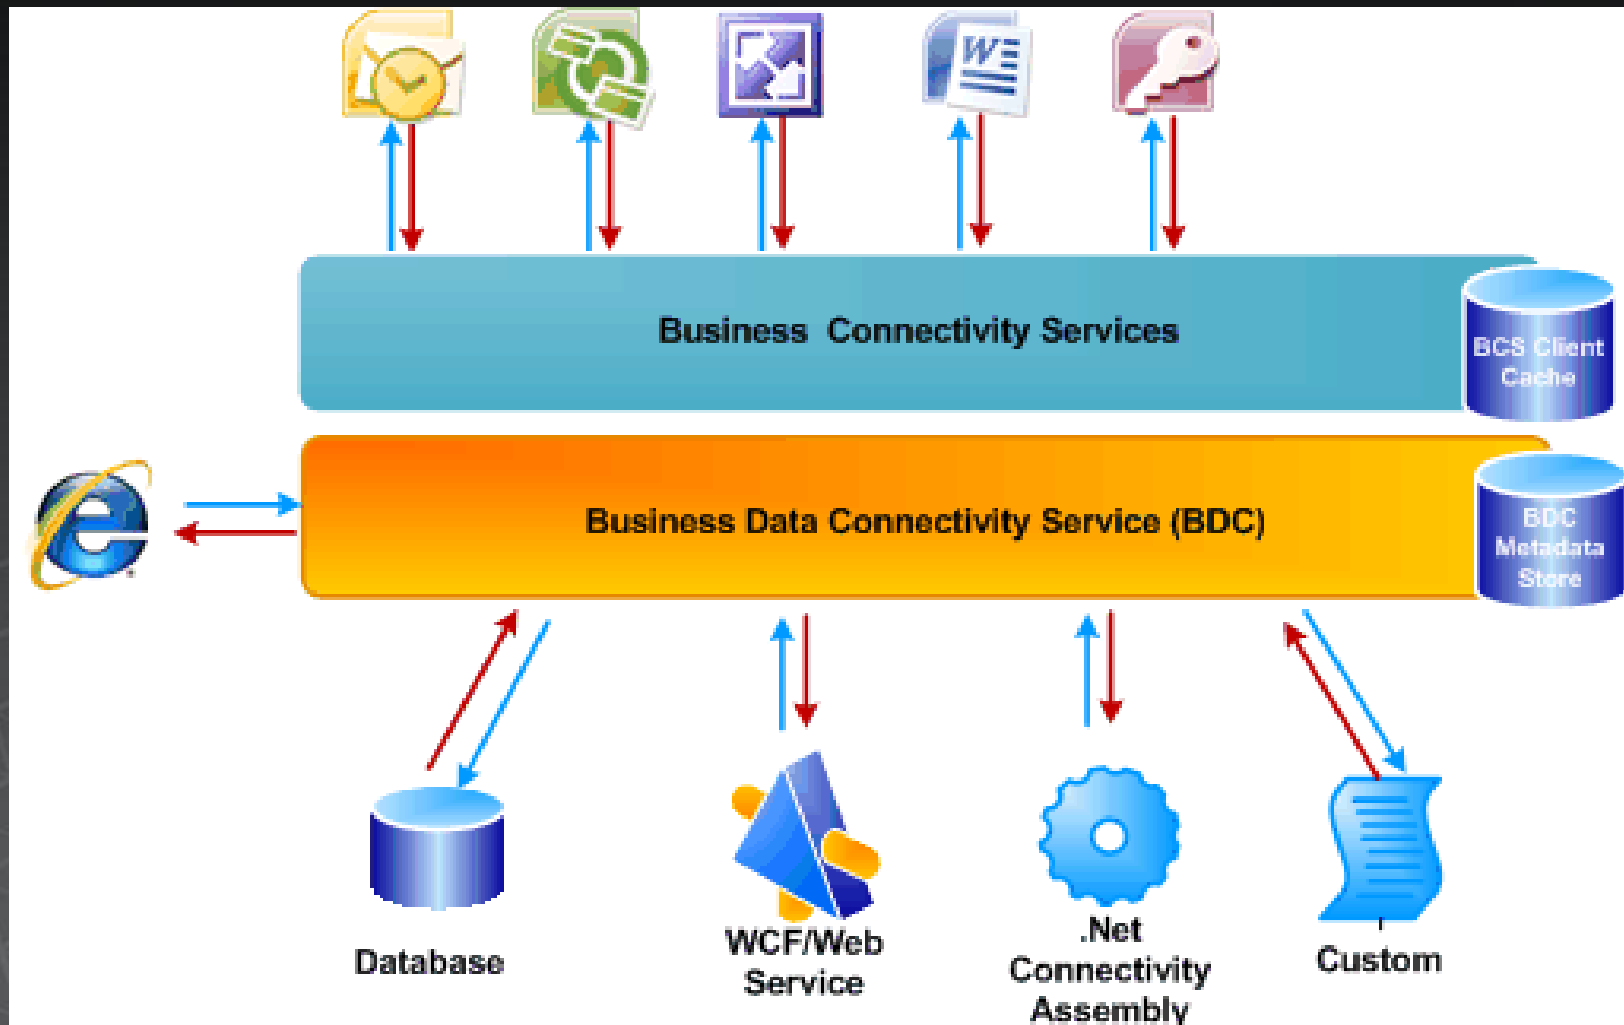 W
Business Connectivity Services
BCS Client
Cache
Business Data Connectivity Service (BDC)
BDC
Metadata
Store
Database
WCF/Web
Service
.Net
Connectivity
Assembly
Custom